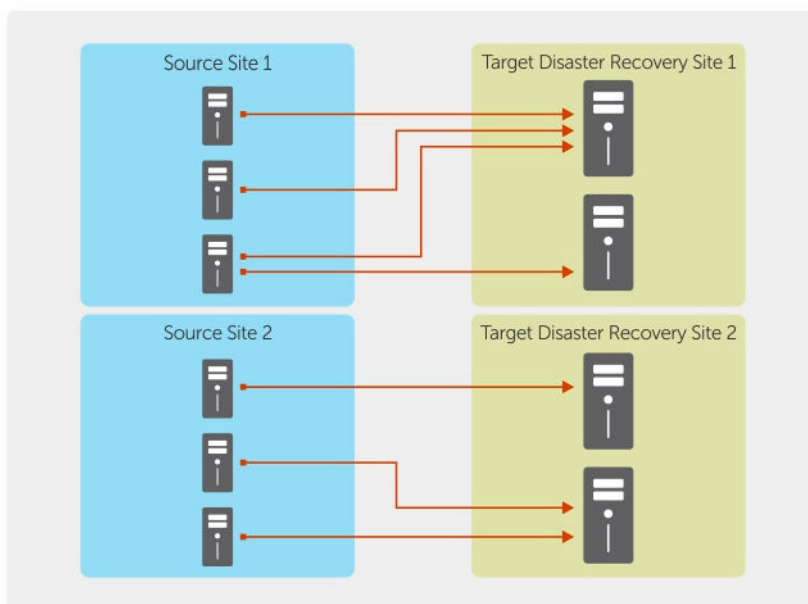 Source Site 1
Target Disaster Recovery Site 1
Source Site 2
Target Disaster Recovery Site 2